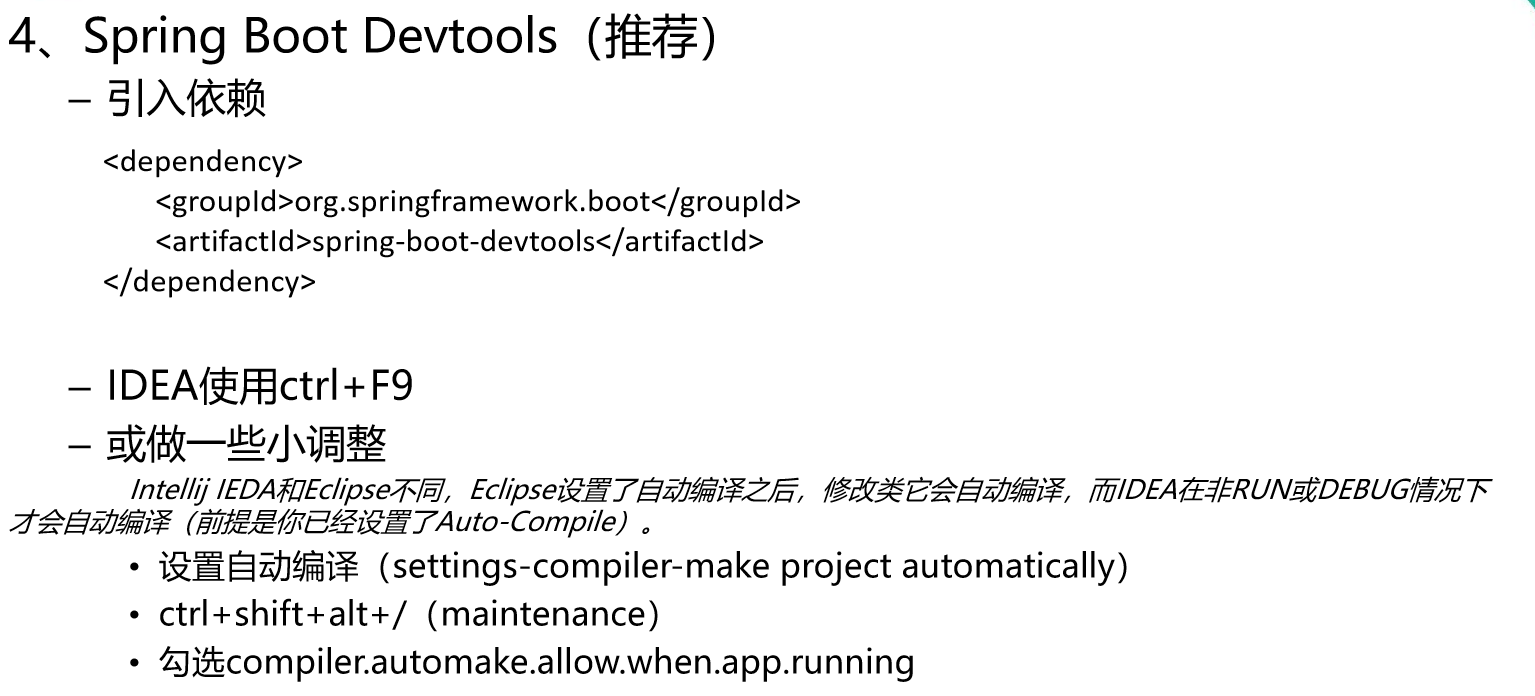 4、Spring Boot Devtools（推荐）
– 引入依赖
<dependency>
<groupId>org.springframework.boot</groupId>
<artifactId>spring-boot-devtools</artifactId>
</dependency>
– IDEA使用ctrl+F9
– 或做一些小调整
Intellij IEDA和Eclipse不同，Eclipse设置了自动编译之后，修改类它会自动编译，而IDEA在非RUN或DEBUG情况下
才会自动编译（前提是你已经设置了Auto-Compile）。
• 设置自动编译（settings-compiler-make project automatically）
• ctrl+shift+alt+/（maintenance）
• 勾选compiler.automake.allow.when.app.running